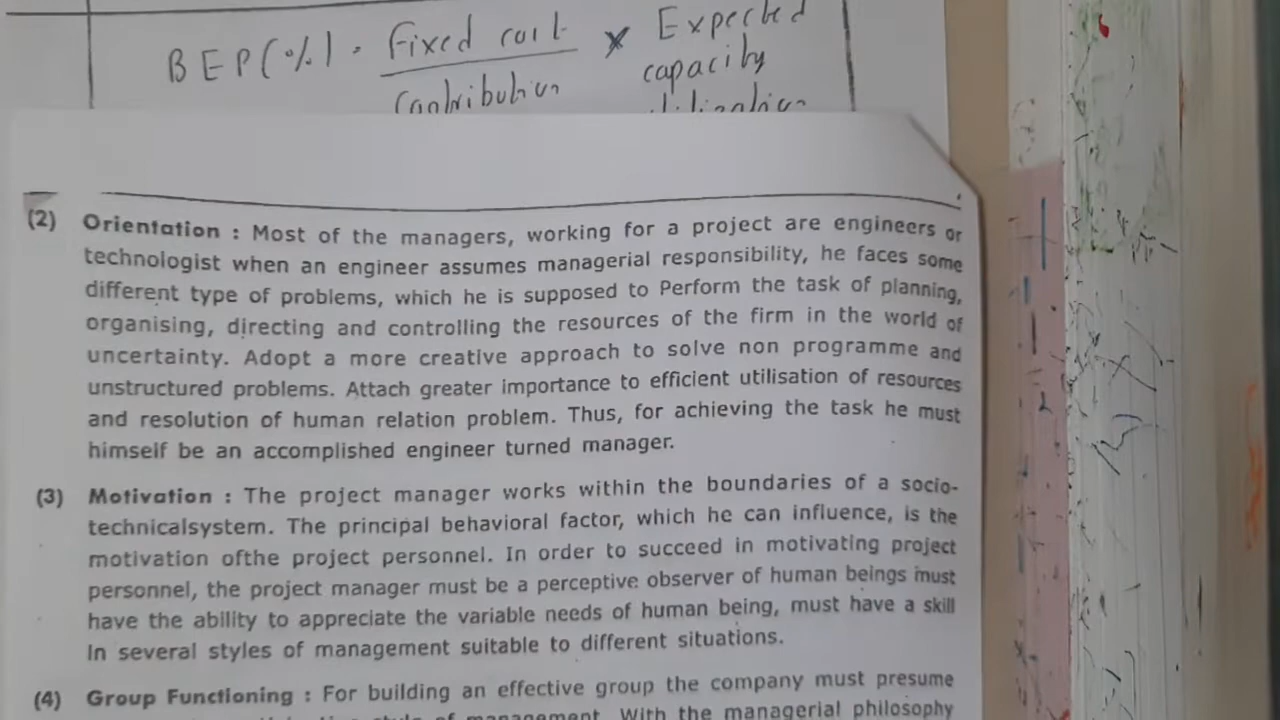 BEP(%) = Fixed cost × Expected
Contribution capacity
utilization
(2) Orientation : Most of the managers, working for a project are engineers or
technologist when an engineer assumes managerial responsibility, he faces some
different type of problems, which he is supposed to Perform the task of planning,
organising, directing and controlling the resources of the firm in the world of
uncertainty. Adopt a more creative approach to solve non programme and
unstructured problems. Attach greater importance to efficient utilisation of resources
and resolution of human relation problem. Thus, for achieving the task he must
himself be an accomplished engineer turned manager.
(3) Motivation : The project manager works within the boundaries of a socio-
technicalsystem. The principal behavioral factor, which he can influence, is the
motivation ofthe project personnel. In order to succeed in motivating project
personnel, the project manager must be a perceptive observer of human beings must
have the ability to appreciate the variable needs of human being, must have a skill
In several styles of management suitable to different situations.
(4) Group Functioning : For building an effective group the company must presume
of management. With the managerial philosophy